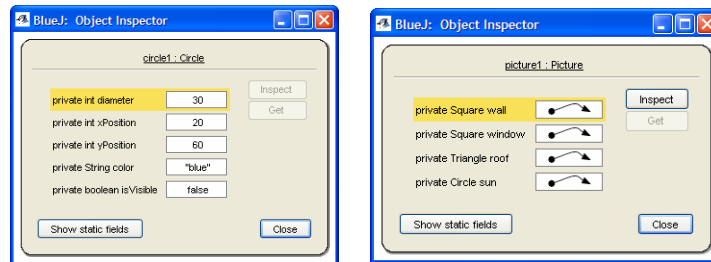 BlueJ: Object Inspector
circle1 : Circle
private int diameter 30
private int xPosition 20
private int yPosition 60
private String color "blue"
private boolean isVisible false
Inspect
Get
Show static fields
Close
BlueJ: Object Inspector
picture1 : Picture
private Square wall
private Square window
private Triangle roof
private Circle sun
Inspect
Get
Show static fields
Close